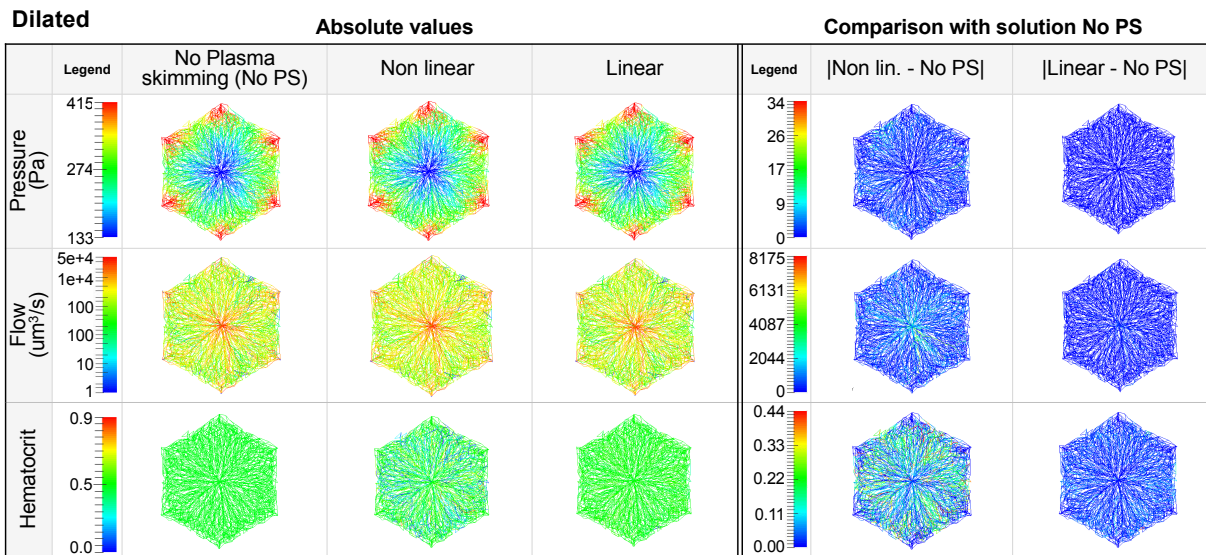 Dilated
Absolute values
Comparison with solution No PS
Legend
No Plasma
skimming (No PS)
Non linear
Linear
Legend
|Non lin. - No PS|
|Linear - No PS|
Pressure
(Pa)
415
274
133
34
26
17
9
0
Flow
(um³/s)
5e+4
1e+4
100
100
10
1
8175
6131
4087
2044
0
Hematocrit
0.9
0.5
0.0
0.44
0.33
0.22
0.11
0.00